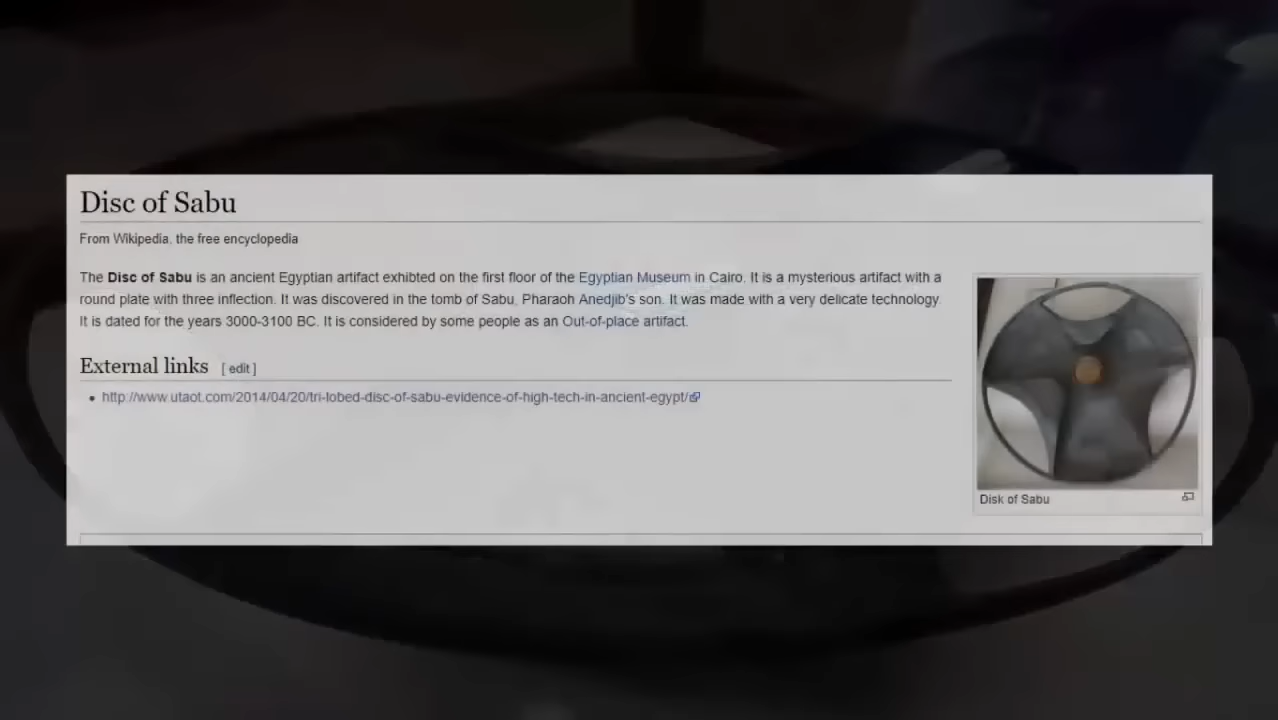 Disc of Sabu
From Wikipedia, the free encyclopedia
The Disc of Sabu is an ancient Egyptian artifact exhibted on the first floor of the Egyptian Museum in Cairo. It is a mysterious artifact with a
round plate with three inflection. It was discovered in the tomb of Sabu, Pharaoh Anedjib's son. It was made with a very delicate technology.
It is dated for the years 3000-3100 BC. It is considered by some people as an Out-of-place artifact.
External links [ edit ]
• http://www.utaot.com/2014/04/20/tri-lobed-disc-of-sabu-evidence-of-high-tech-in-ancient-egypt/
Disk of Sabu